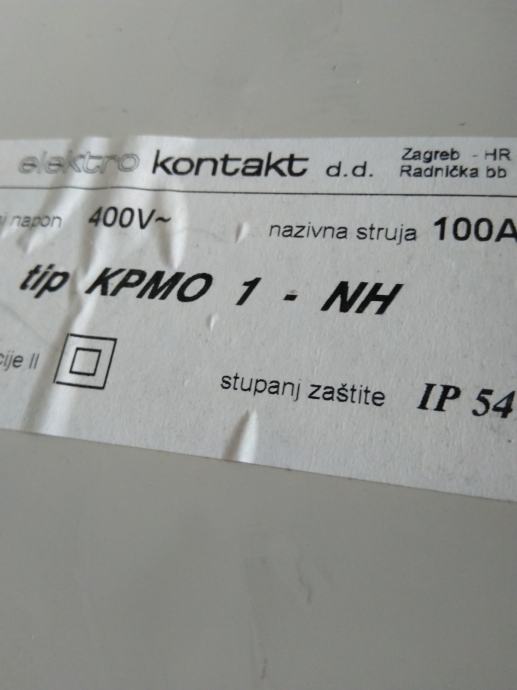 elektro kontakt d.d. Zagreb - HR
Radnička bb
napon 400V~ nazivna struja 100A
tip KPMO 1 - NH
II stupanj zaštite IP 54